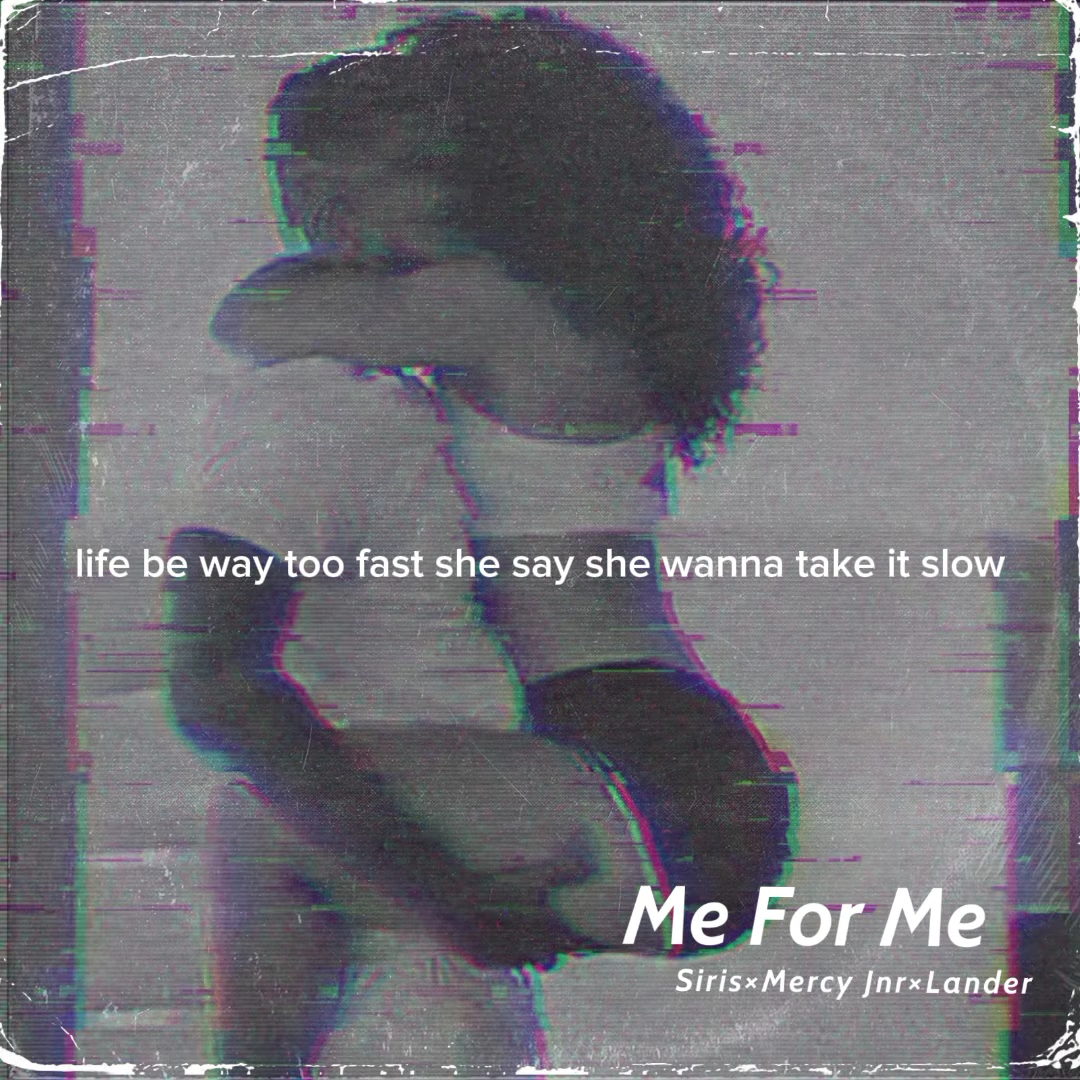 life be way too fast she say she wanna take it slow
Me For Me
Siris×Mercy Jnr×Lander